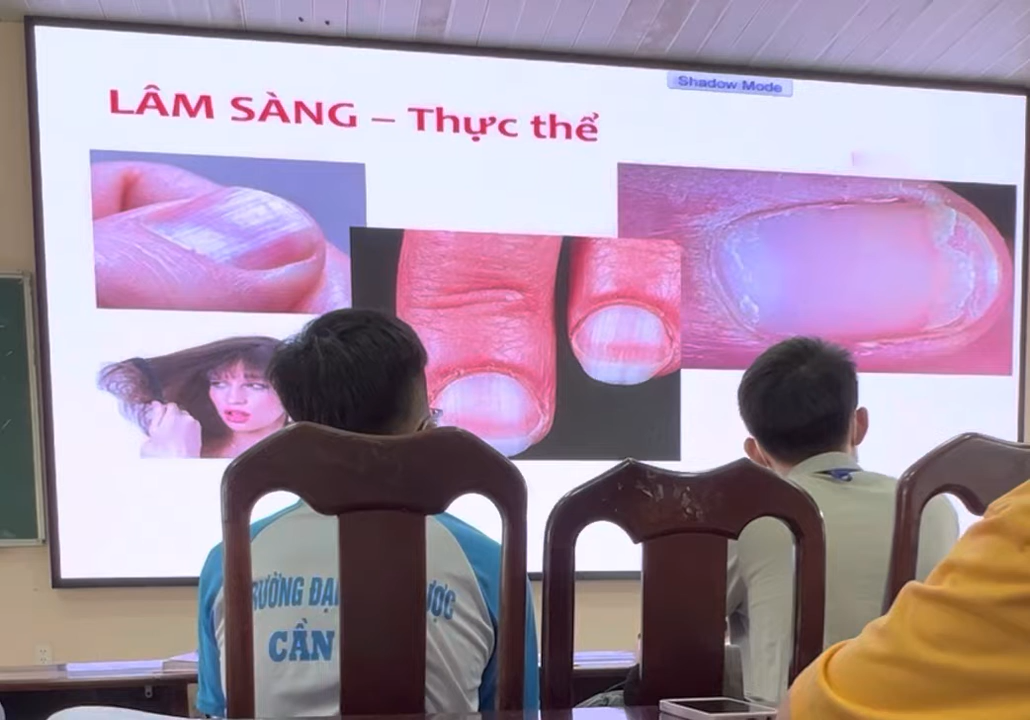 Shadow Mode
LÂM SÀNG – Thực thể
CẦN